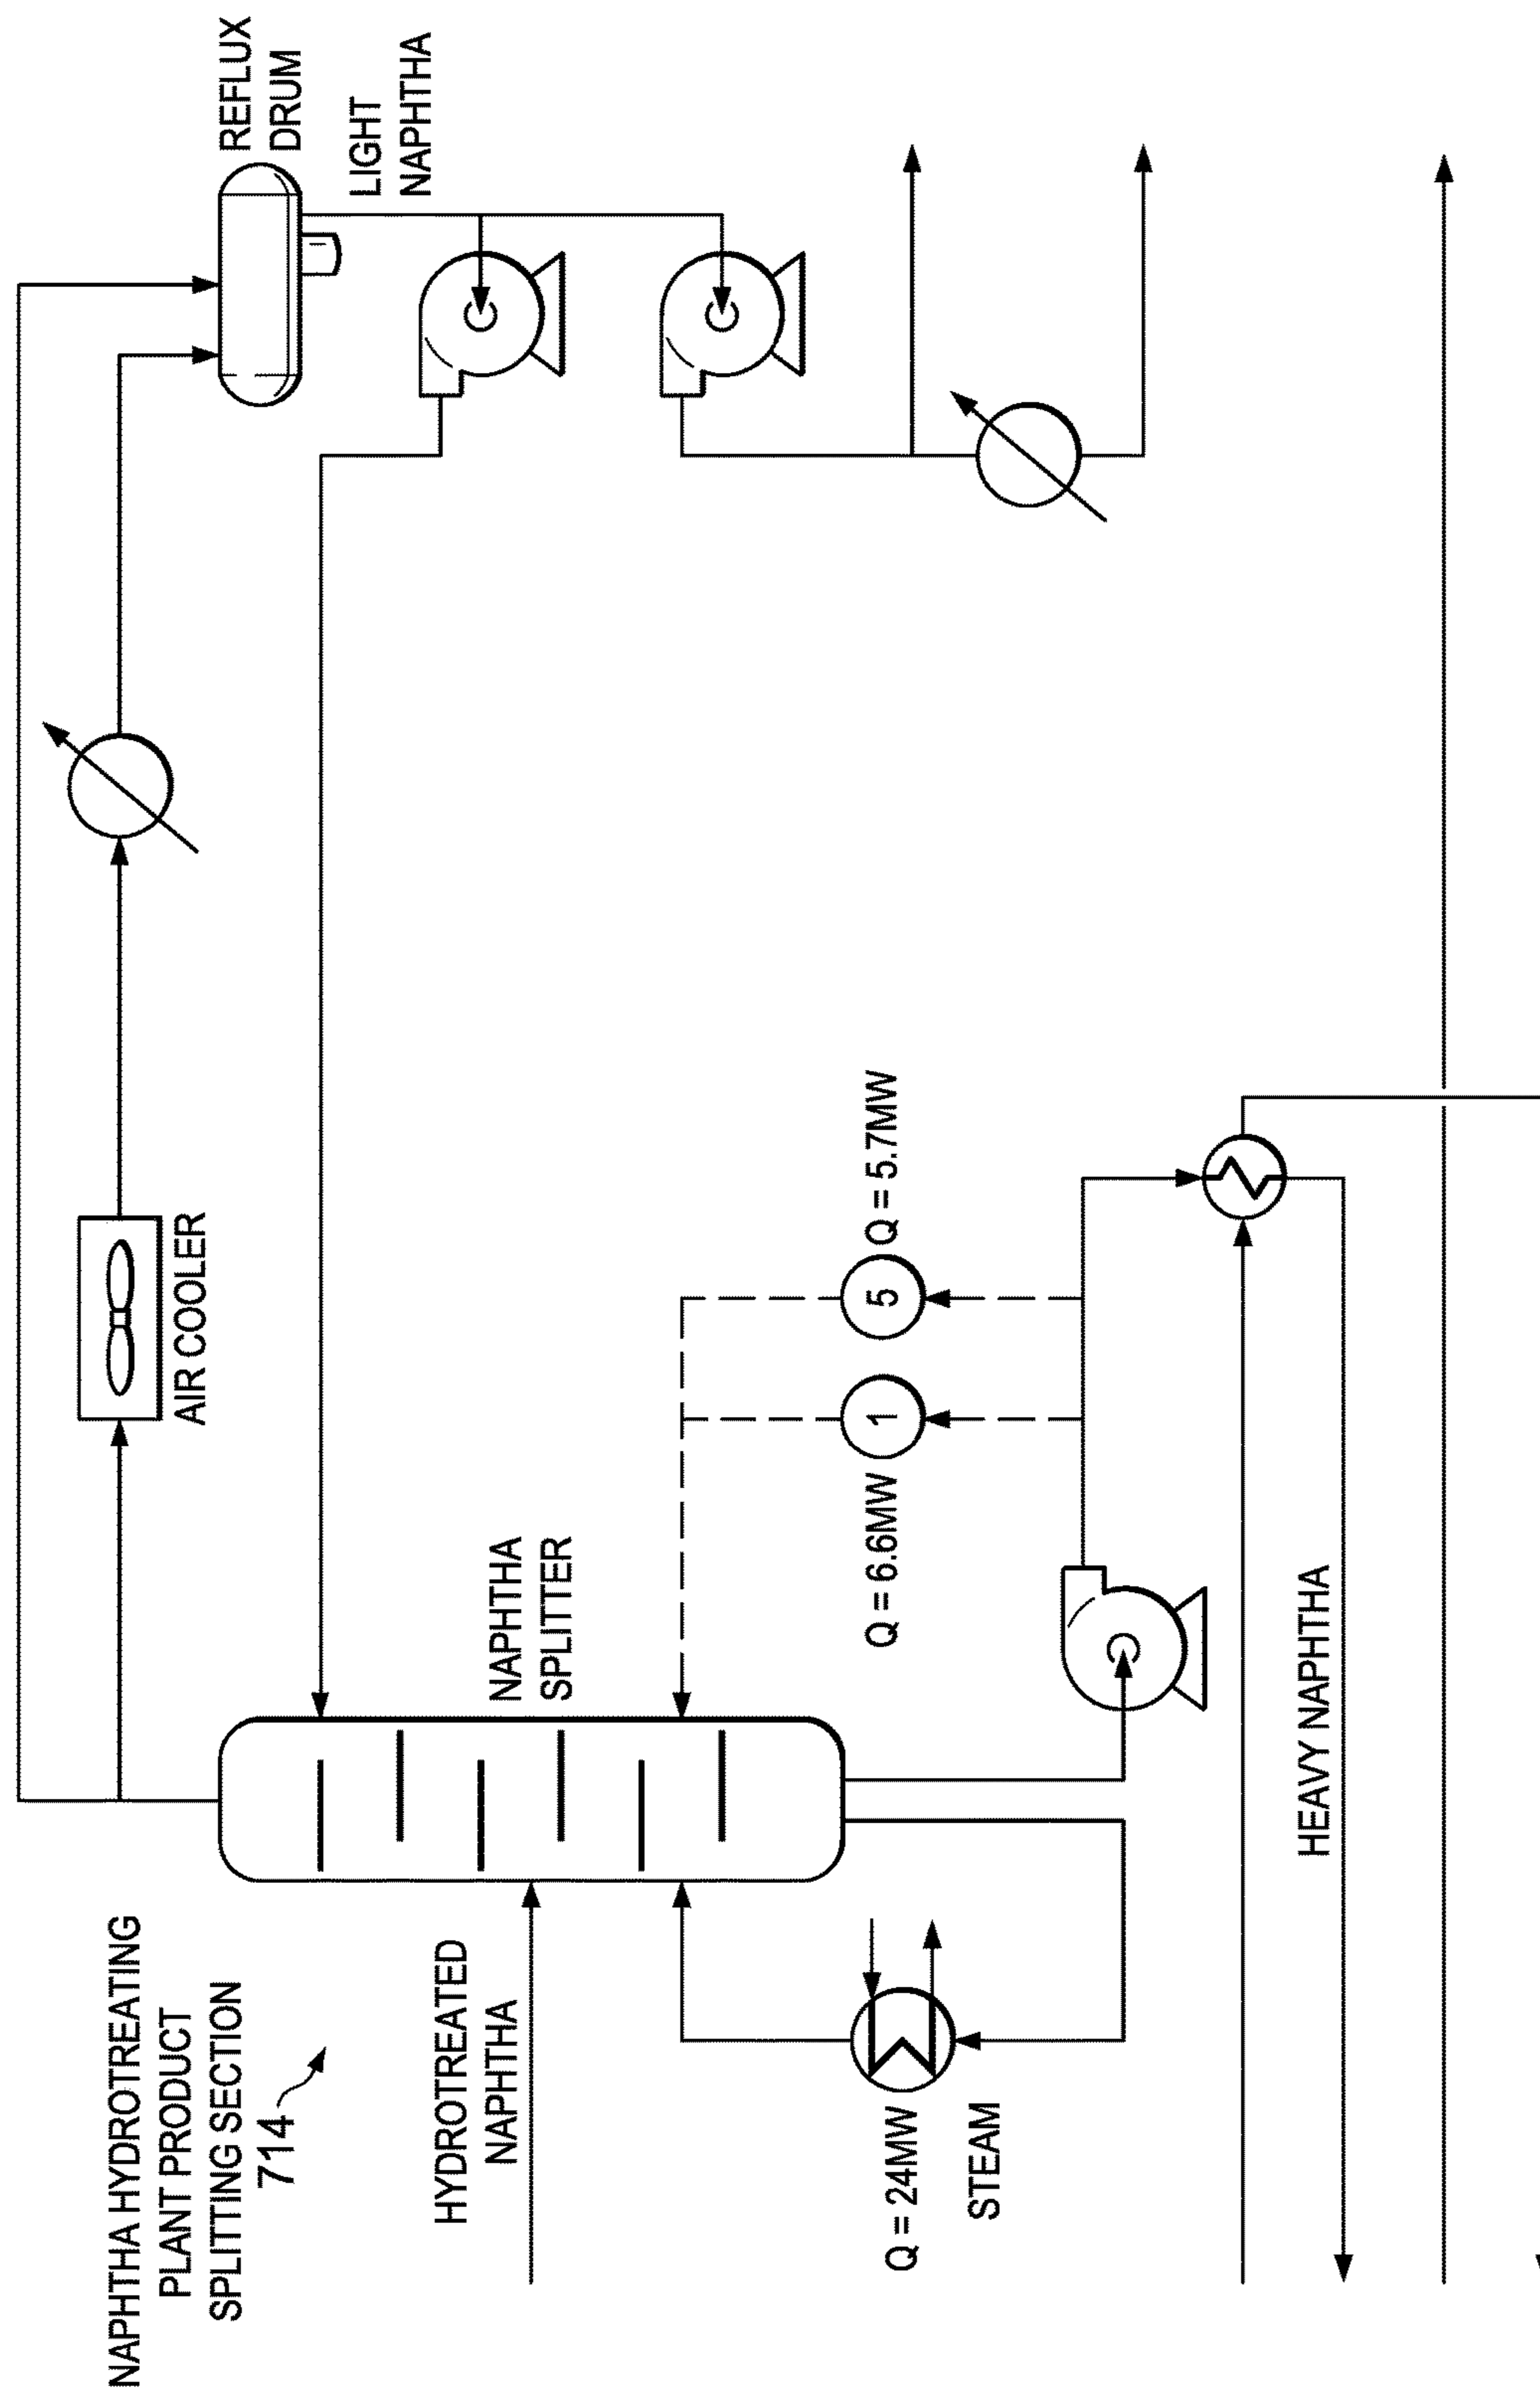 NAPHTHA HYDROTREATING
PLANT PRODUCT
SPLITTING SECTION
714
AIR COOLER
REFLUX
DRUM
LIGHT
NAPHTHA
HYDROTREATED
NAPHTHA
NAPHTHA
SPLITTER
Q = 6.6MW
1
5
Q = 5.7MW
Q = 24MW
STEAM
HEAVY NAPHTHA